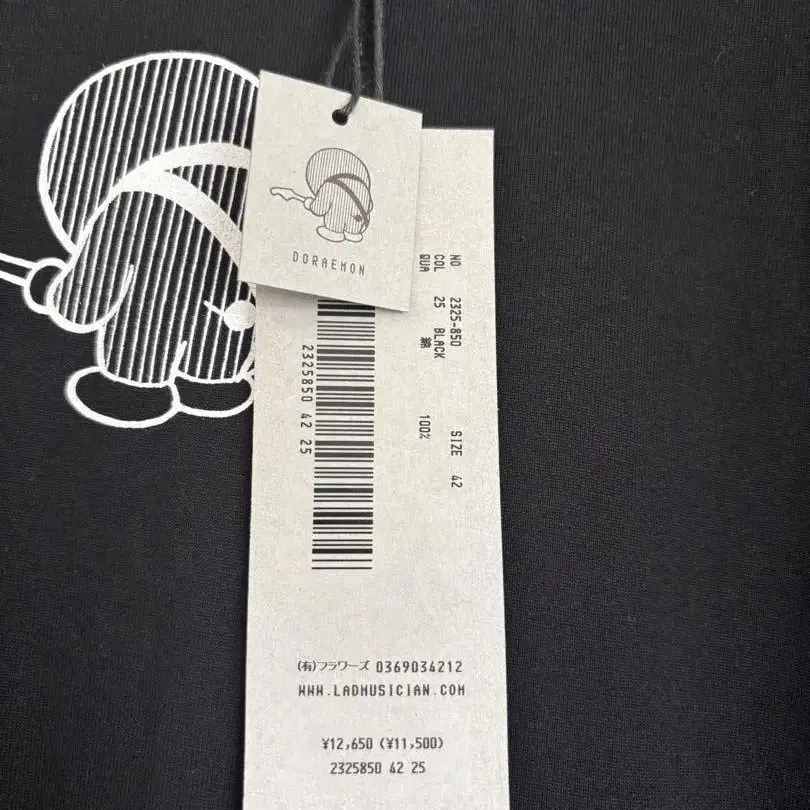 DORAEMON
NO 2325-850 SIZE 42
COL 25 BLACK
QUA 綿 100%
2325850 42 25
(有)フラワーズ 0369034212
WWW.LADMUSICIAN.COM
¥12,650 (¥11,500)
2325850 42 25